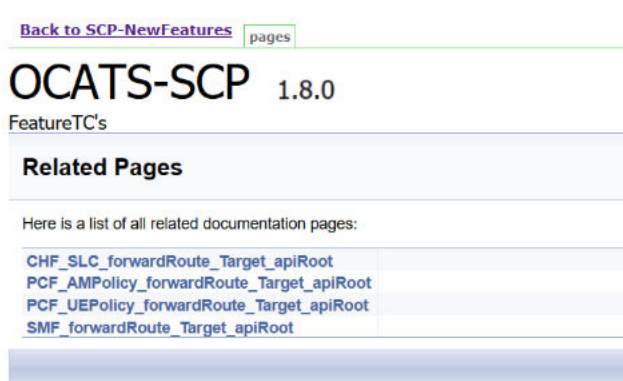 Back to SCP-NewFeatures pages
OCATS-SCP 1.8.0
FeatureTC's
Related Pages
Here is a list of all related documentation pages:
CHF_SLC_forwardRoute_Target_apiRoot
PCF_AMPolicy_forwardRoute_Target_apiRoot
PCF_UEPolicy_forwardRoute_Target_apiRoot
SMF_forwardRoute_Target_apiRoot